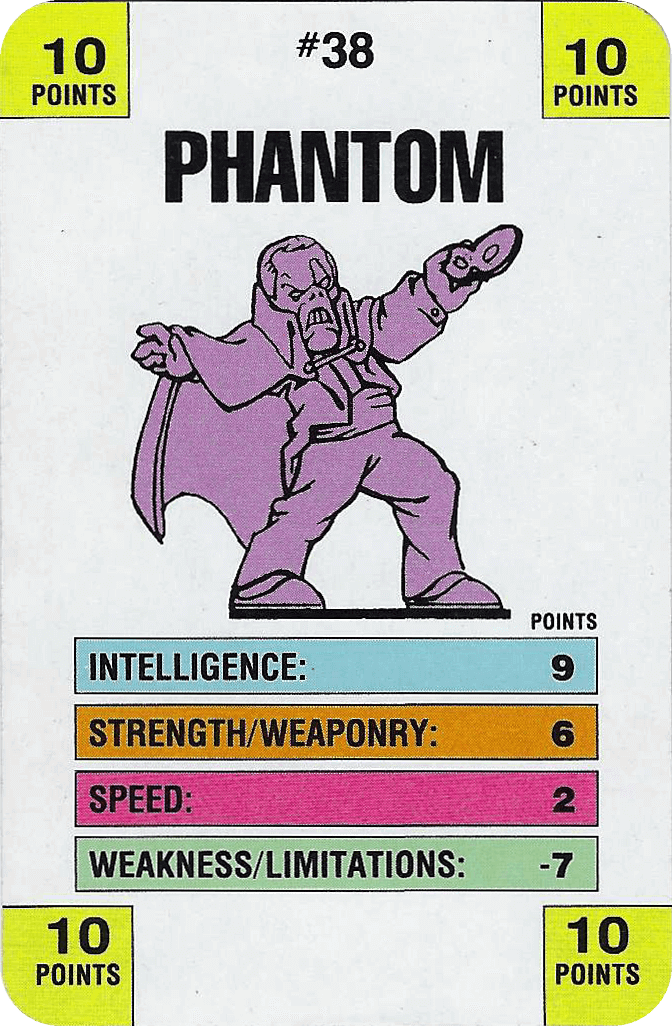 10
POINTS
#38
10
POINTS
PHANTOM
POINTS
INTELLIGENCE: 9
STRENGTH/WEAPONRY: 6
SPEED: 2
WEAKNESS/LIMITATIONS: -7
10
POINTS
10
POINTS